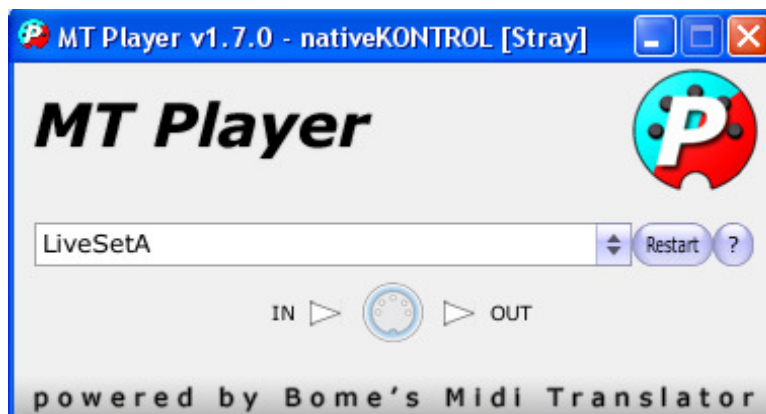 MT Player v1.7.0 - nativeKONTROL [Stray]
MT Player
P
LiveSetA
Restart
?
IN
OUT
powered by Bome's Midi Translator